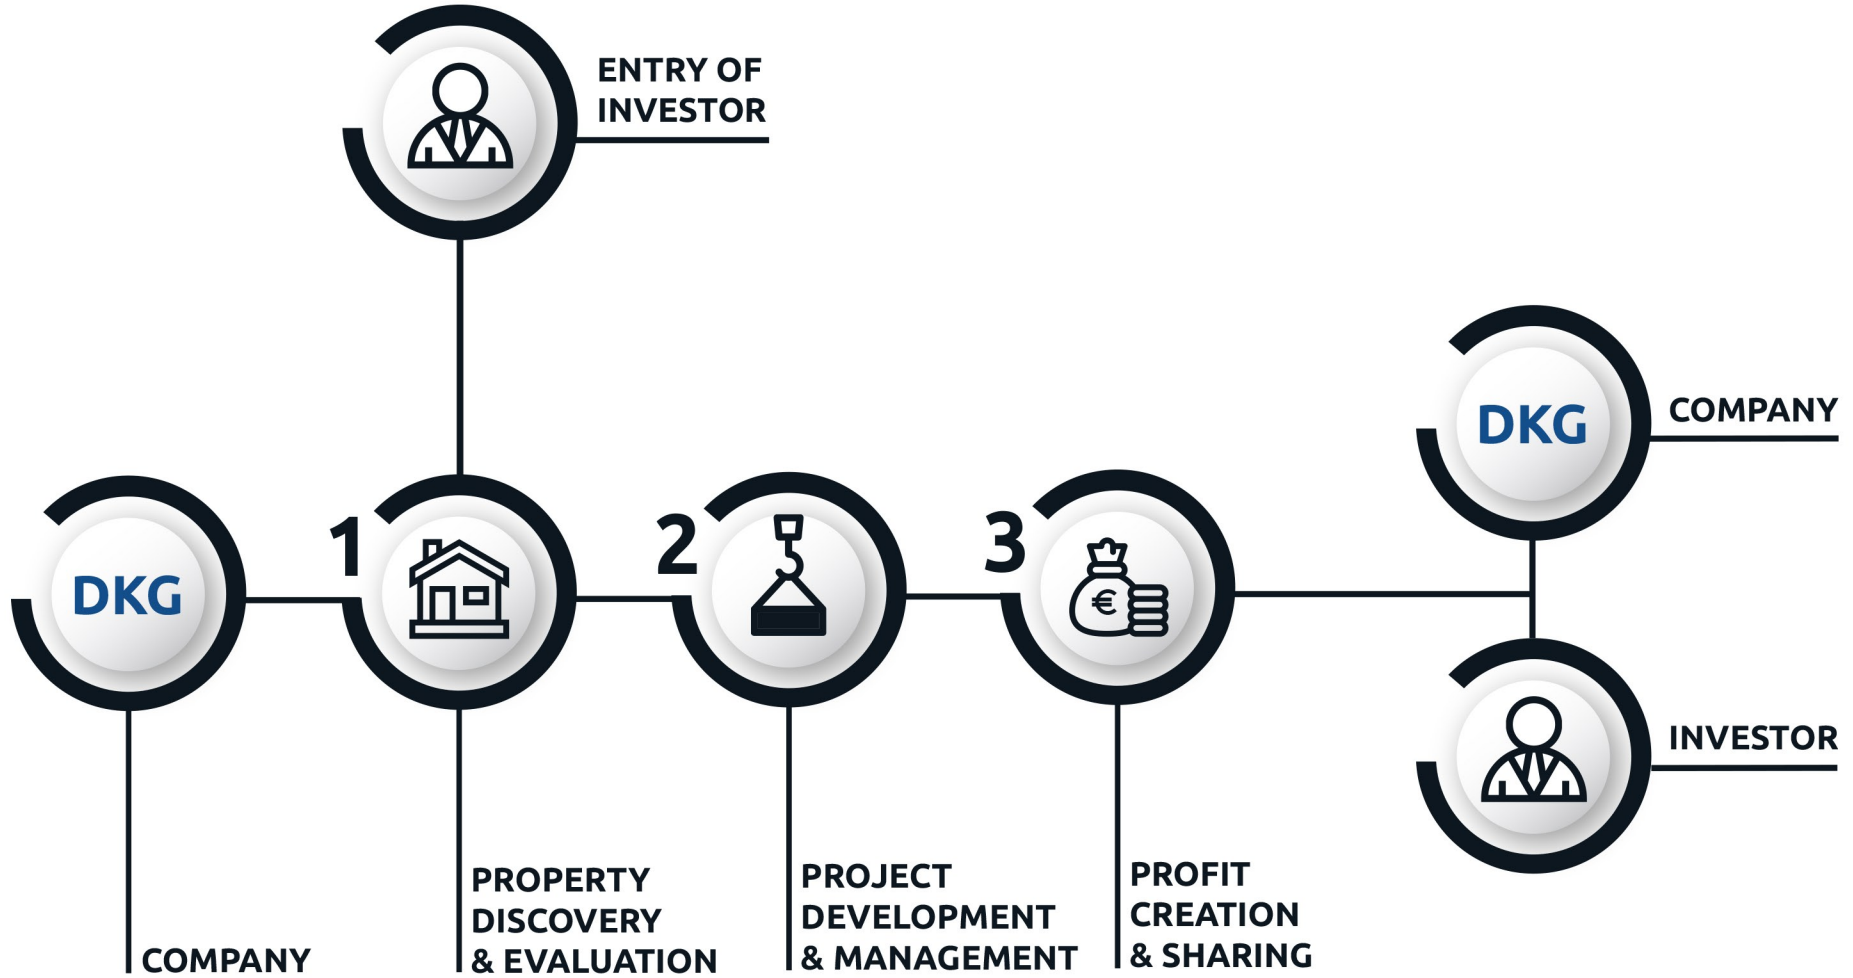 ENTRY OF
INVESTOR
DKG
COMPANY
DKG
COMPANY
1
PROPERTY
DISCOVERY
& EVALUATION
2
PROJECT
DEVELOPMENT
& MANAGEMENT
3
€
PROFIT
CREATION
& SHARING
INVESTOR